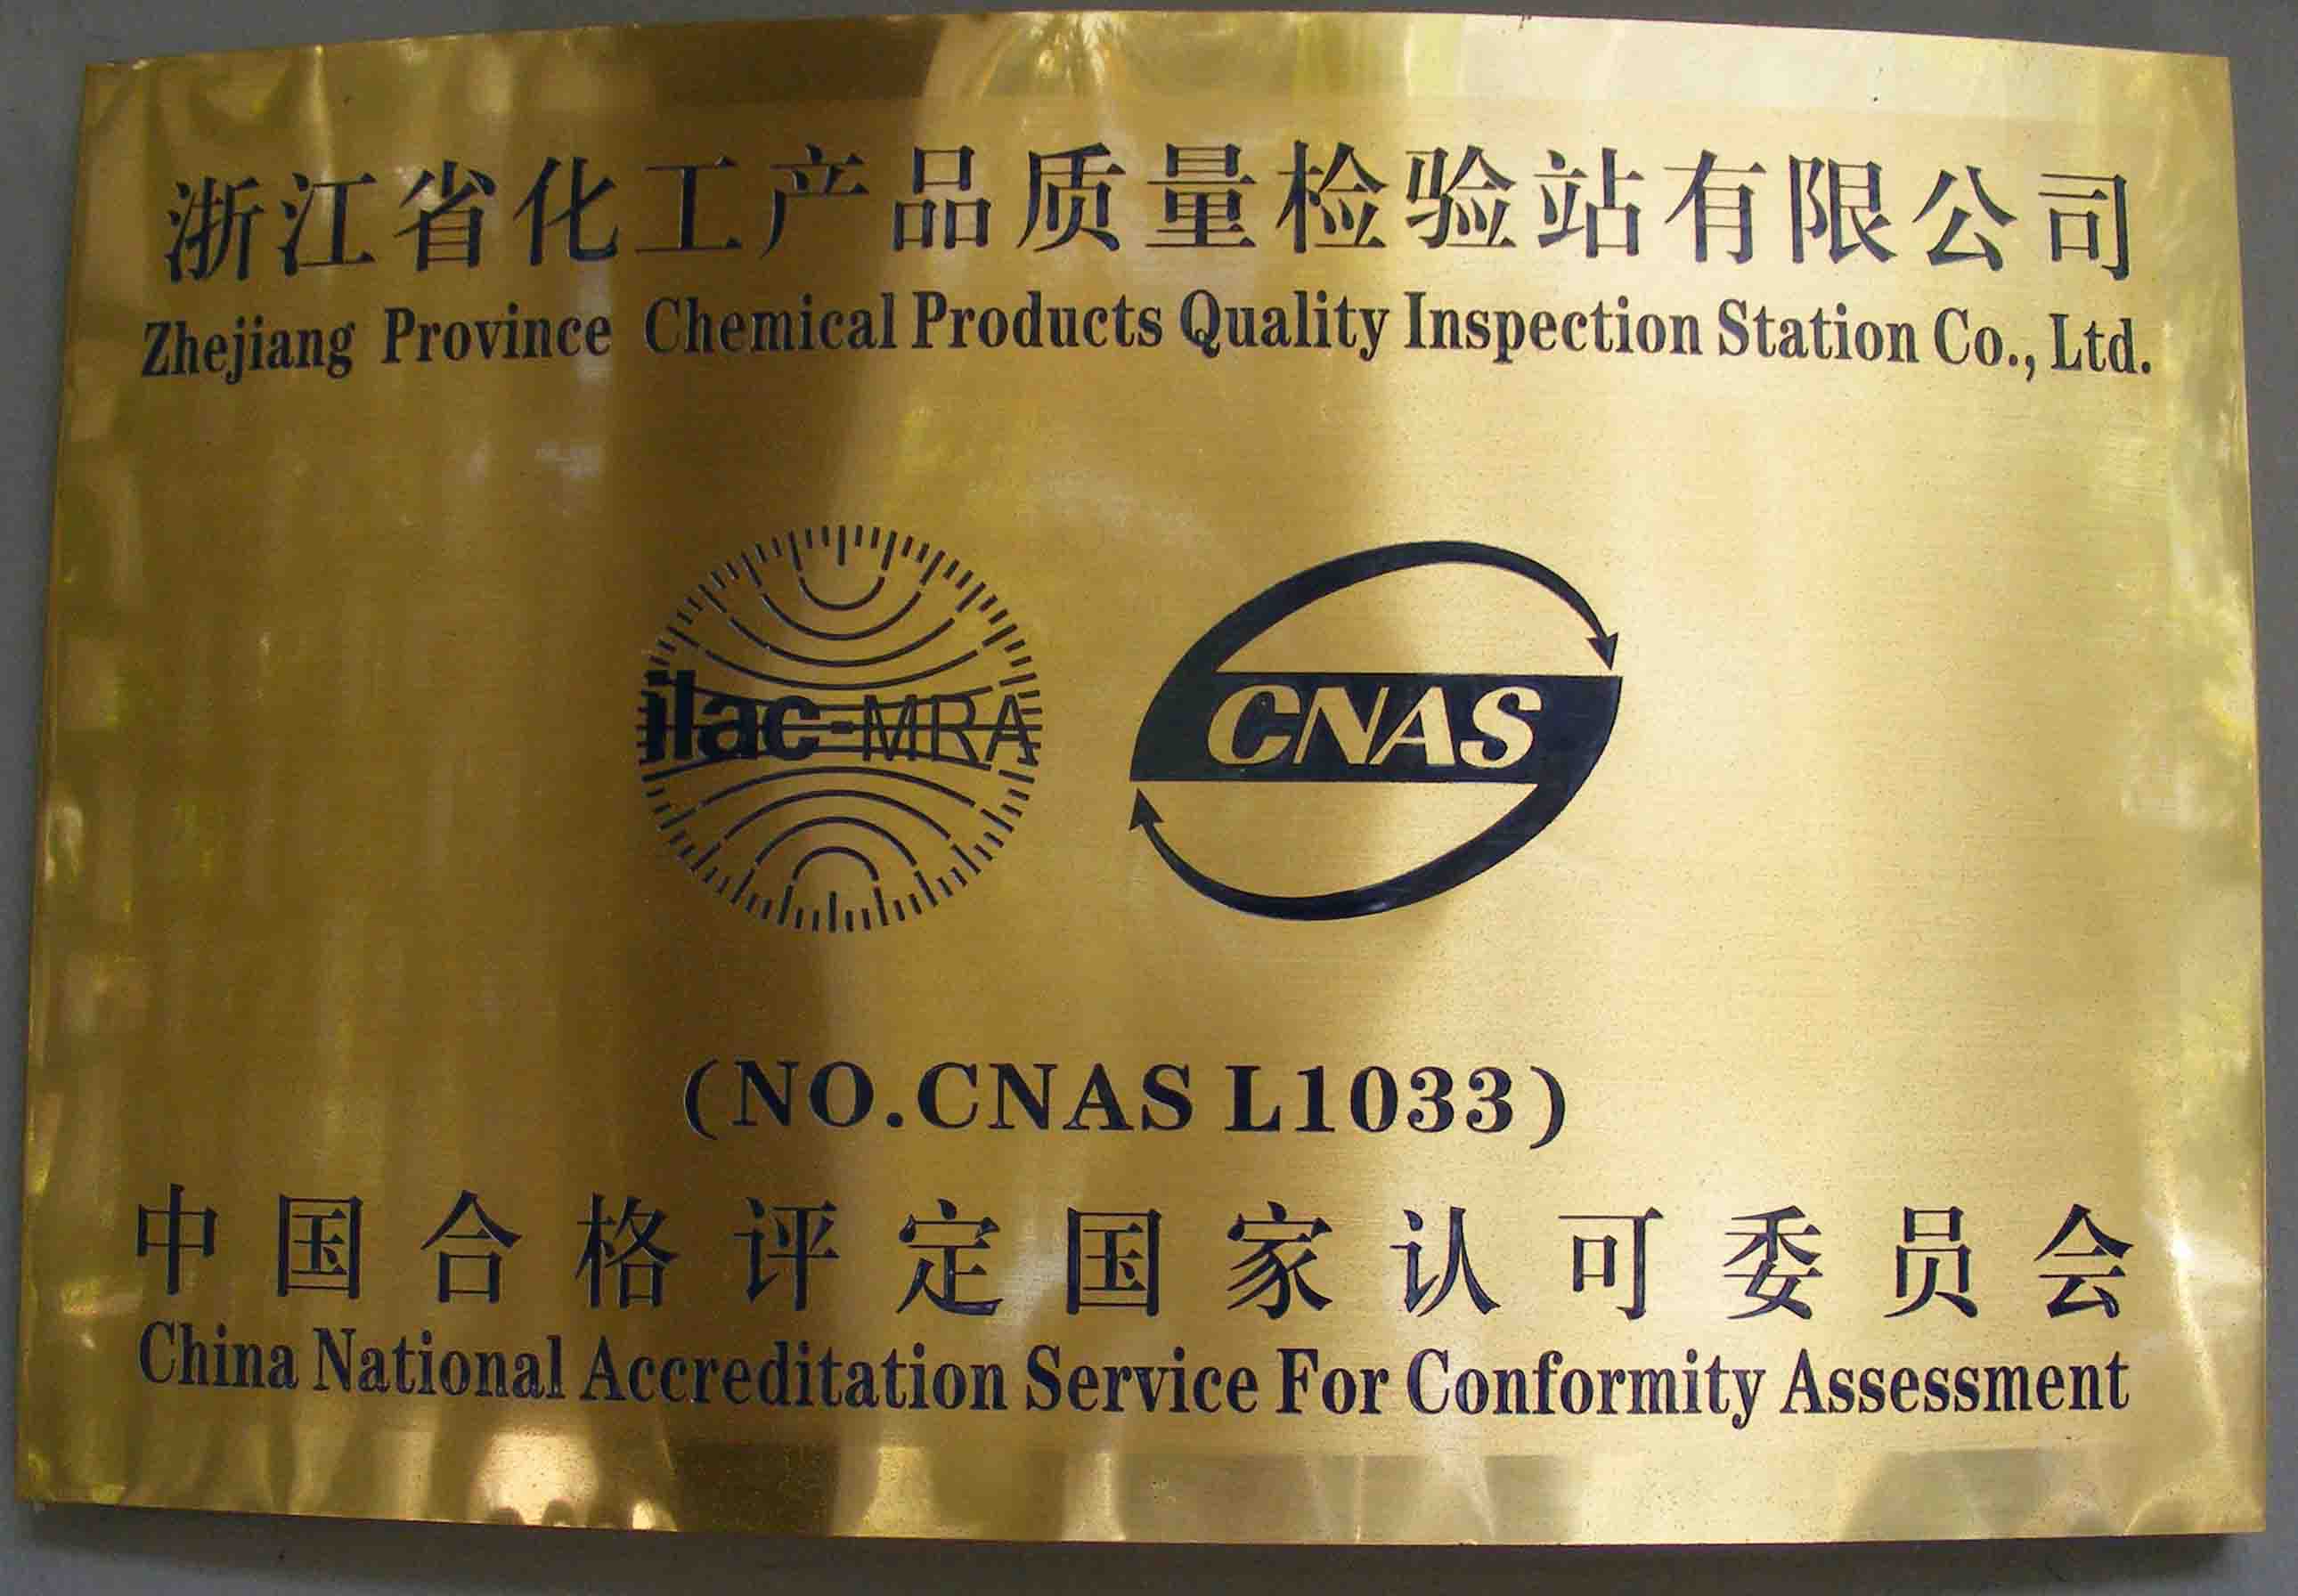 浙江省化工产品质量检验站有限公司
Zhejiang Province Chemical Products Quality Inspection Station Co., Ltd.
ilac-MRA
CNAS
(NO.CNAS L1033)
中国合格评定国家认可委员会
China National Accreditation Service For Conformity Assessment